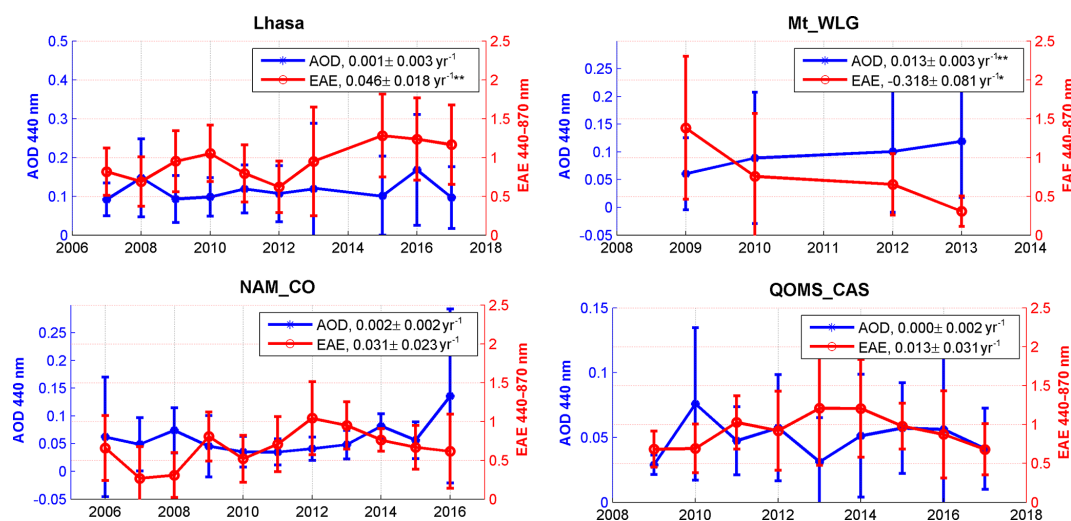 Lhasa
AOD, 0.001± 0.003 yr⁻¹
EAE, 0.046± 0.018 yr⁻¹**
AOD 440 nm
0.5
0.4
0.3
0.2
0.1
0
EAE 440–870 nm
2.5
2
1.5
1
0.5
0
2006 2008 2010 2012 2014 2016 2018
Mt_WLG
AOD, 0.013± 0.003 yr⁻¹**
EAE, -0.318± 0.081 yr⁻¹*
AOD 440 nm
0.25
0.2
0.15
0.1
0.05
0
-0.05
EAE 440–870 nm
2.5
2
1.5
1
0.5
0
2008 2009 2010 2011 2012 2013 2014
NAM_CO
AOD, 0.002± 0.002 yr⁻¹
EAE, 0.031± 0.023 yr⁻¹
AOD 440 nm
0.25
0.2
0.15
0.1
0.05
0
-0.05
EAE 440–870 nm
2.5
2
1.5
1
0.5
0
2006 2008 2010 2012 2014 2016
QOMS_CAS
AOD, 0.000± 0.002 yr⁻¹
EAE, 0.013± 0.031 yr⁻¹
AOD 440 nm
0.15
0.1
0.05
0
EAE 440–870 nm
2.5
2
1.5
1
0.5
0
2008 2010 2012 2014 2016 2018